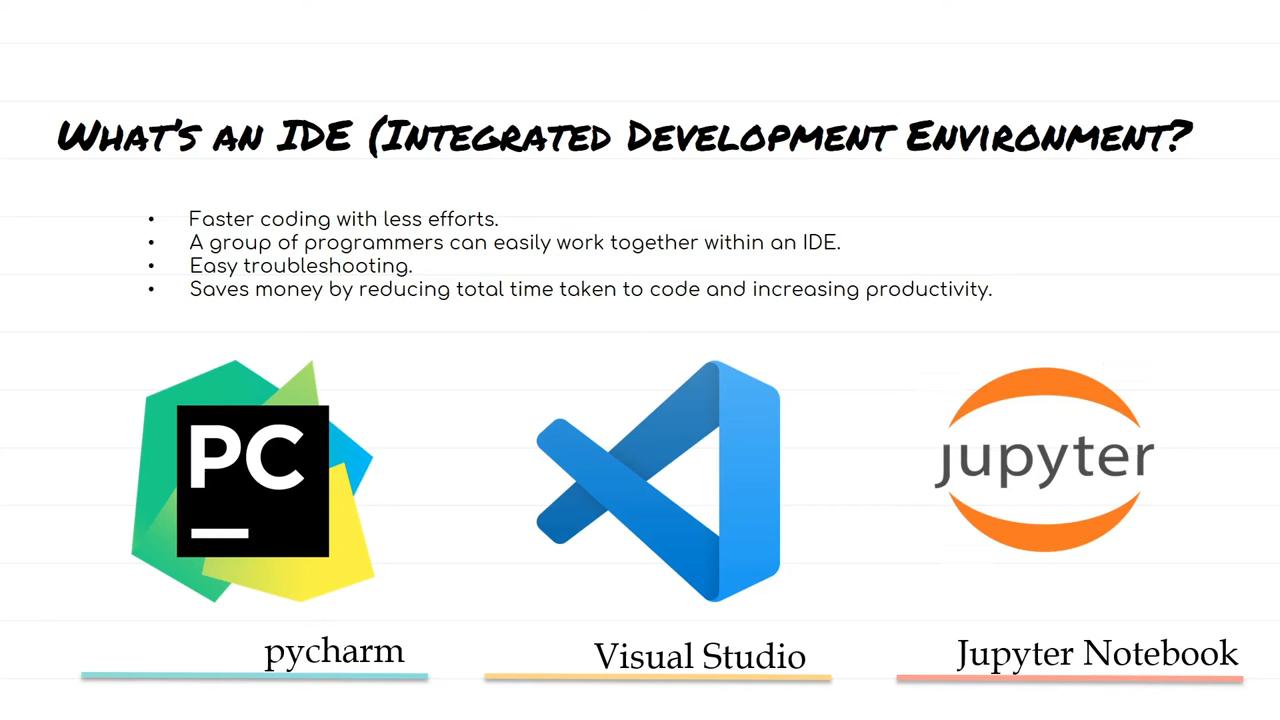 What's an IDE (Integrated Development Environment?
• Faster coding with less efforts.
• A group of programmers can easily work together within an IDE.
• Easy troubleshooting.
• Saves money by reducing total time taken to code and increasing productivity.
PC
jupyter
pycharm
Visual Studio
Jupyter Notebook